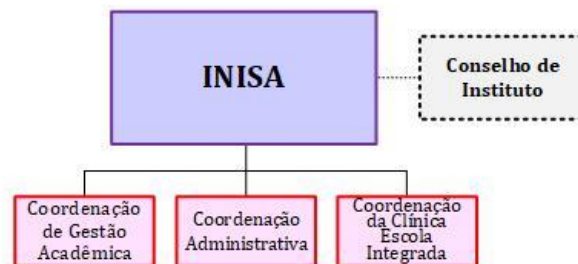 INISA
Conselho de
Instituto
Coordenação
de Gestão
Acadêmica
Coordenação
Administrativa
Coordenação
da Clínica
Escola
Integrada